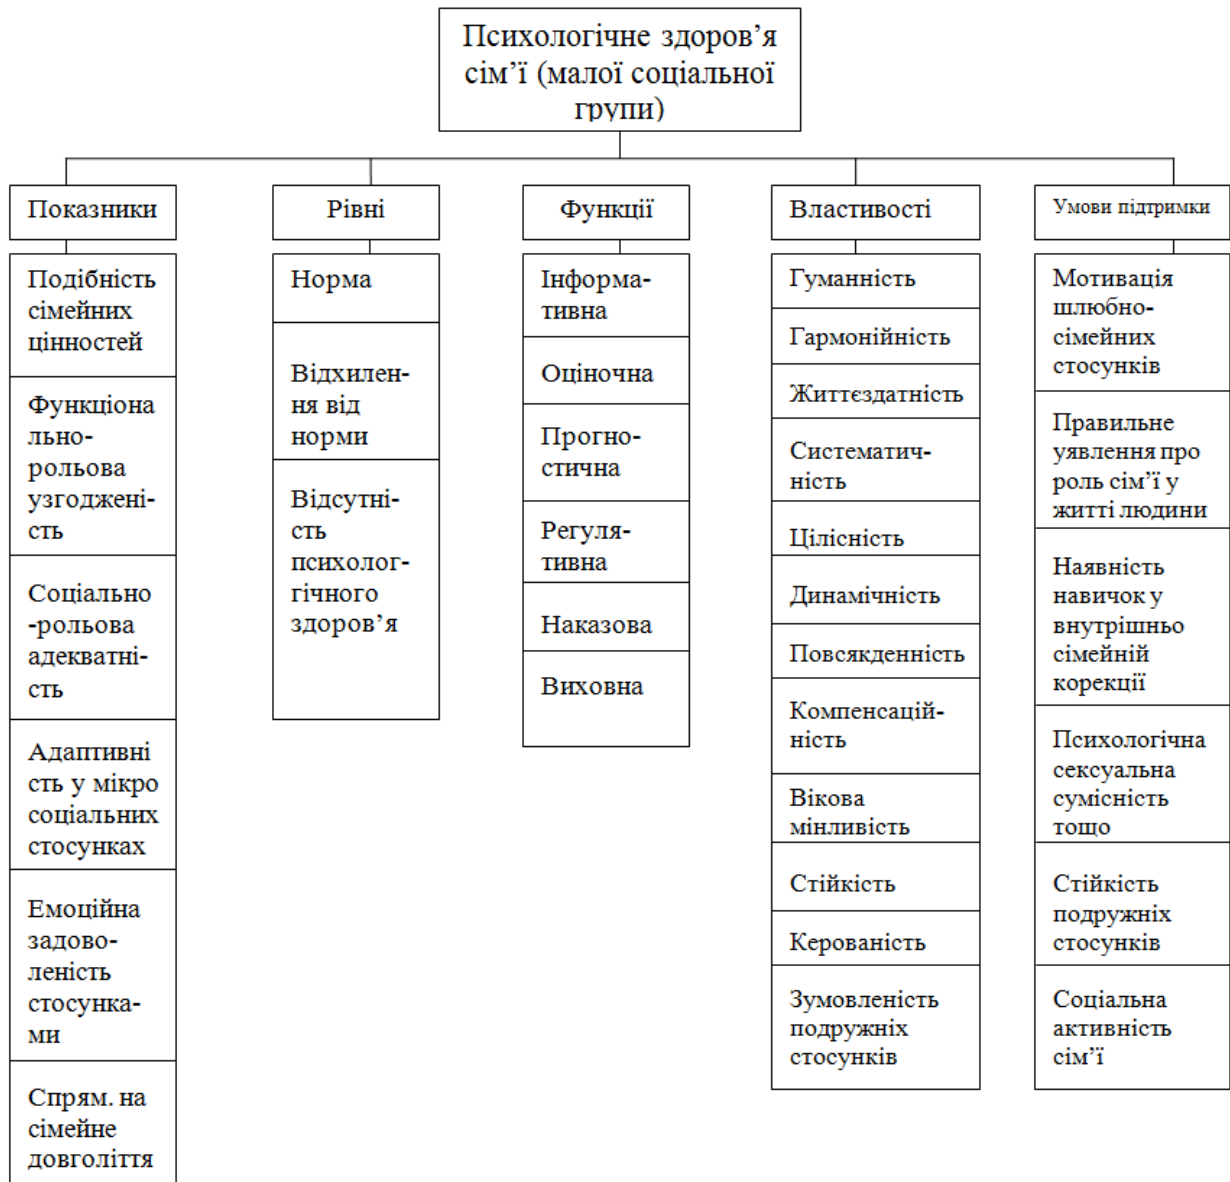 Психологічне здоров’я
сім’ї (малої соціальної
групи)
Показники
Подібність
сімейних
цінностей
Функціона
льно-
рольова
узгоджені-
сть
Соціально
-рольова
адекватні-
сть
Адаптивні
сть у мікро
соціальних
стосунках
Емоційна
задово-
леність
стосунка-
ми
Спрям. на
сімейне
довголіття
Рівні
Норма
Відхилен-
ня від
норми
Відсутні-
сть
психолог-
гічного
здоров’я
Функції
Інформа-
тивна
Оціночна
Прогно-
стична
Регуля-
тивна
Наказова
Виховна
Властивості
Гуманність
Гармонійність
Життєздатність
Систематич-
ність
Цілісність
Динамічність
Повсякденність
Компенсацій-
ність
Вікова
мінливість
Стійкість
Керованість
Зумовленість
подружніх
стосунків
Умови підтримки
Мотивація
шлюбно-
сімейних
стосунків
Правильне
уявлення про
роль сім’ї у
житті людини
Наявність
навичок у
внутрішньо
сімейній
корекції
Психологічна
сексуальна
сумісність
тощо
Стійкість
подружніх
стосунків
Соціальна
активність
сім’ї